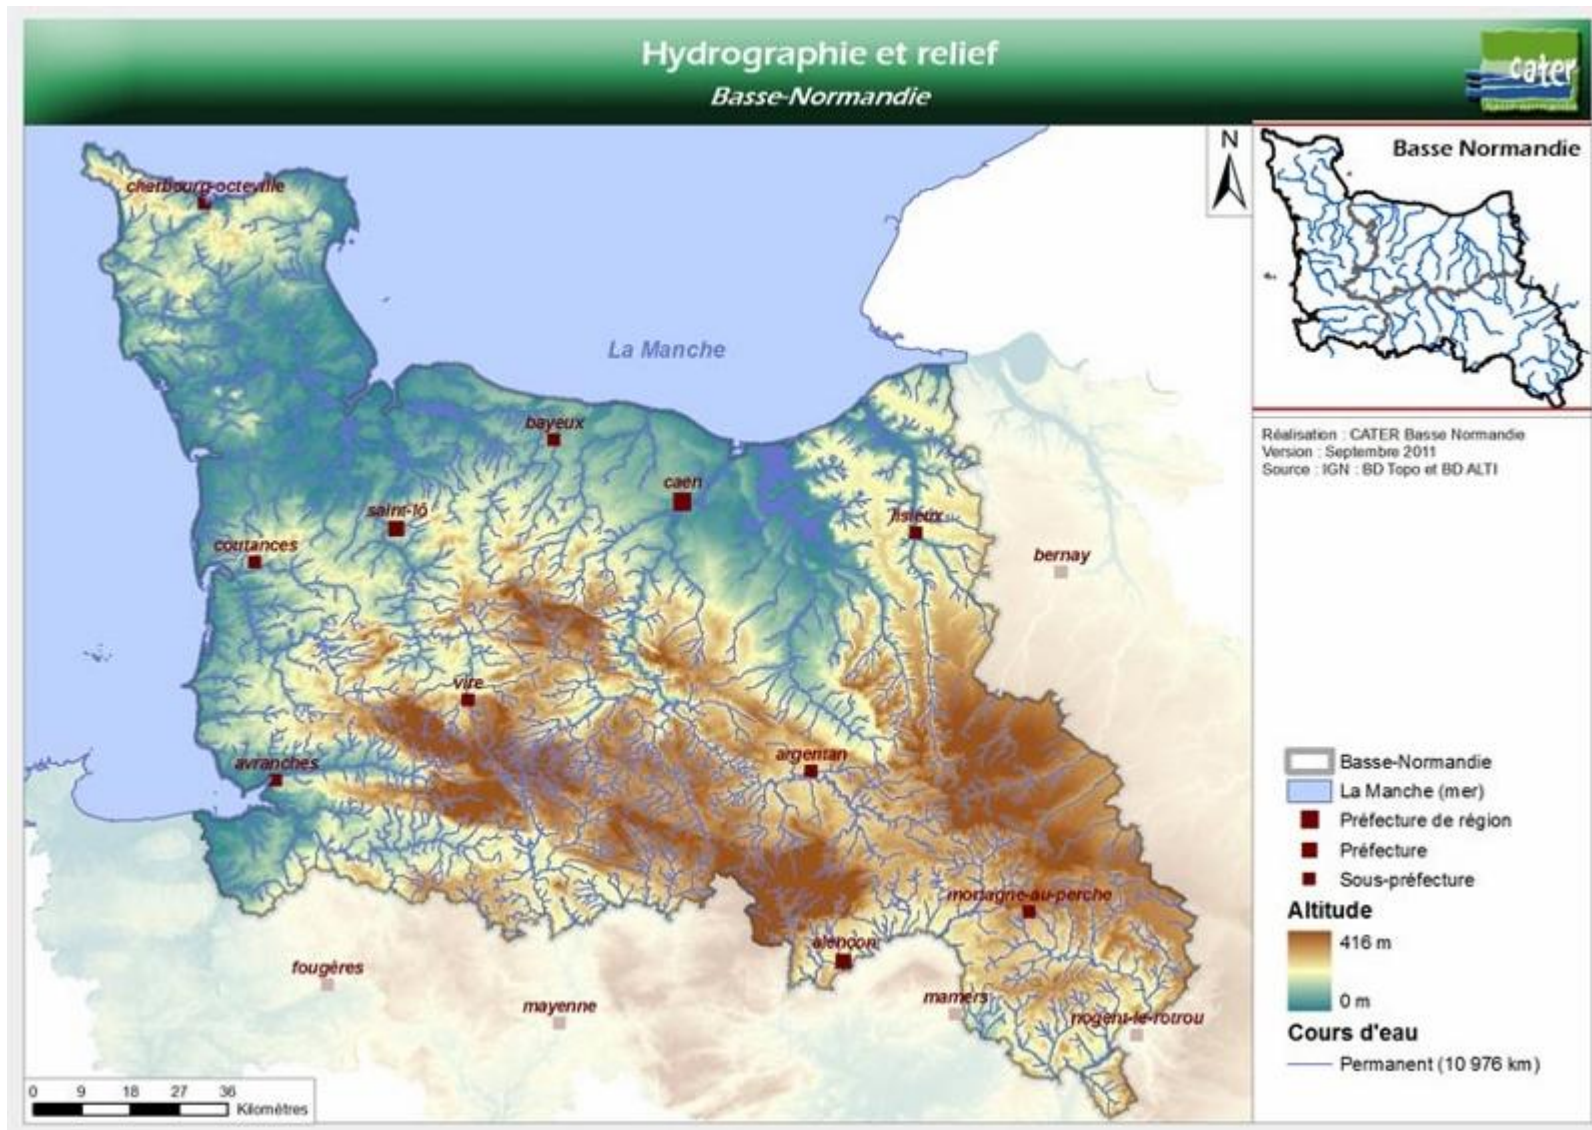 Hydrographie et relief
Basse-Normandie
cater
N
Basse Normandie
cherbourg-octeville
La Manche
Réalisation : CATER Basse Normandie
Version : Septembre 2011
Source : IGN : BD Topo et BD ALTI
bayeux
caen
saint-lô
lisieux
coutances
bernay
vire
argentan
avranches
mortagne-au-perche
alençon
fougères
mayenne
mamers
nogent-le-rotrou
Basse-Normandie
La Manche (mer)
Préfecture de région
Préfecture
Sous-préfecture
Altitude
416 m
0 m
Cours d'eau
Permanent (10 976 km)
0 9 18 27 36
Kilomètres